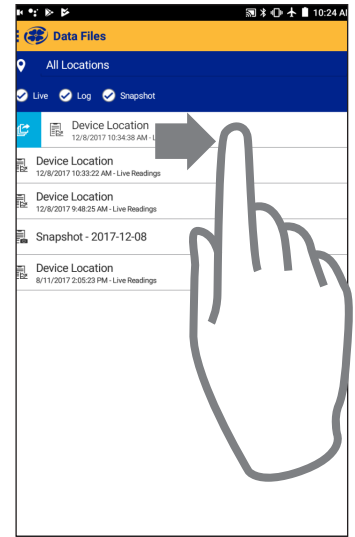 10:24 AM
Data Files
All Locations
Live Log Snapshot
Device Location
12/8/2017 10:34:38 AM - L
Device Location
12/8/2017 10:33:22 AM - Live Readings
Device Location
12/8/2017 9:48:25 AM - Live Readings
Snapshot - 2017-12-08
Device Location
8/11/2017 2:05:23 PM - Live Readings